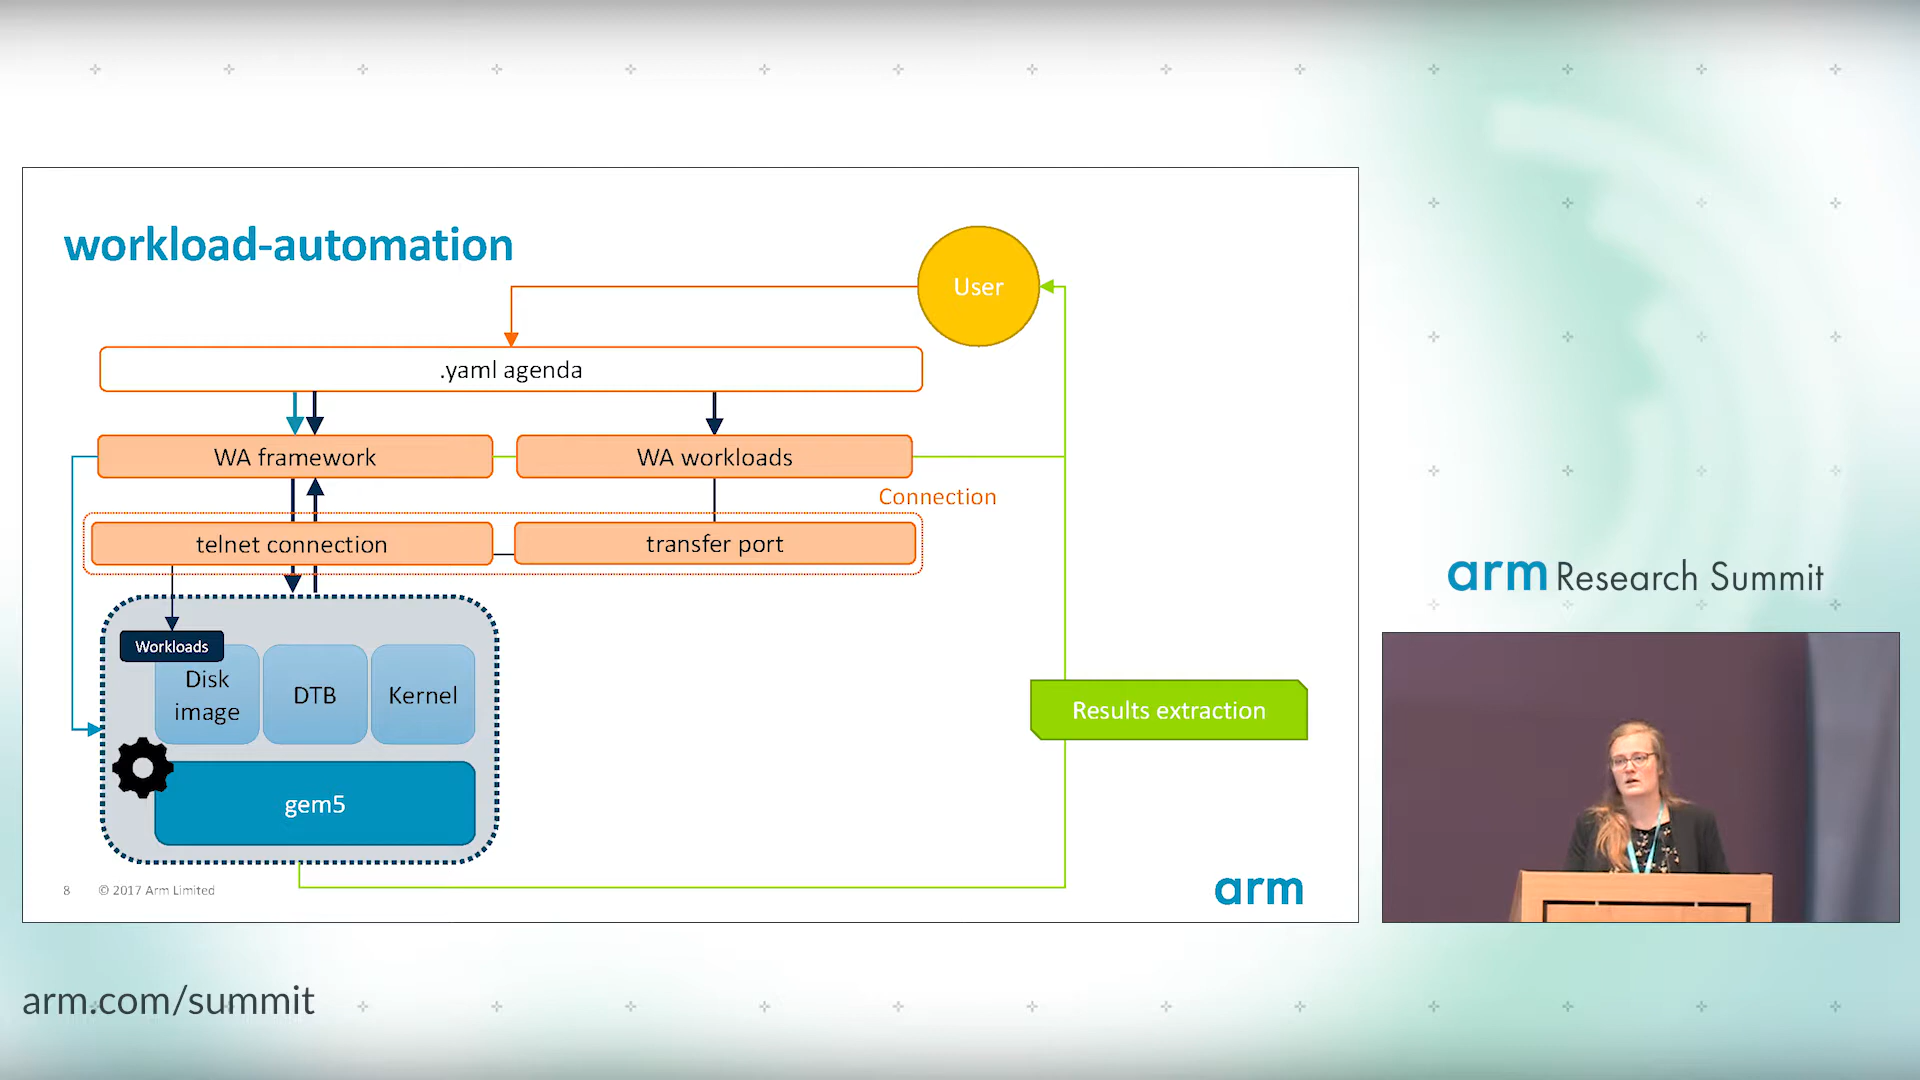 workload-automation
User
.yaml agenda
WA framework
WA workloads
Connection
telnet connection
transfer port
Workloads
Disk
image
DTB
Kernel
gem5
Results extraction
8
© 2017 Arm Limited
arm
arm Research Summit
arm.com/summit